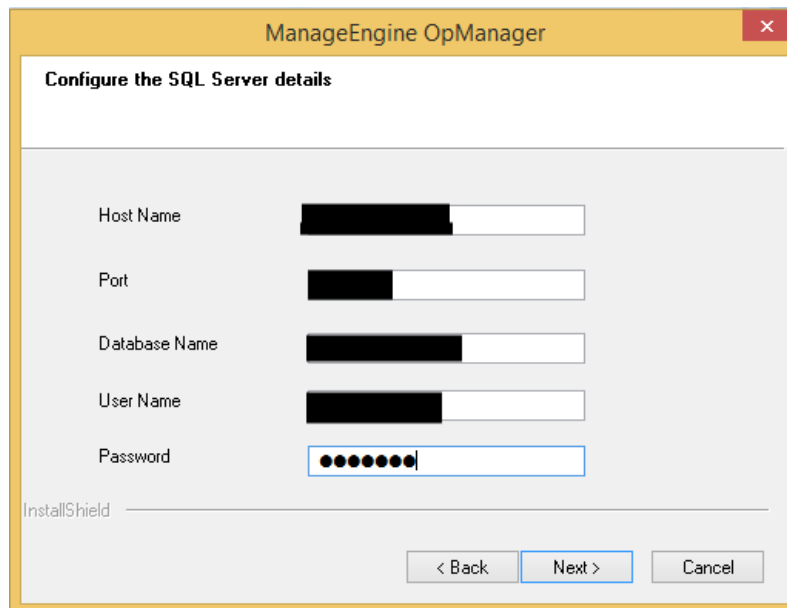 ManageEngine OpManager
Configure the SQL Server details
Host Name
Port
Database Name
User Name
Password ●●●●●●●
InstallShield
< Back Next > Cancel